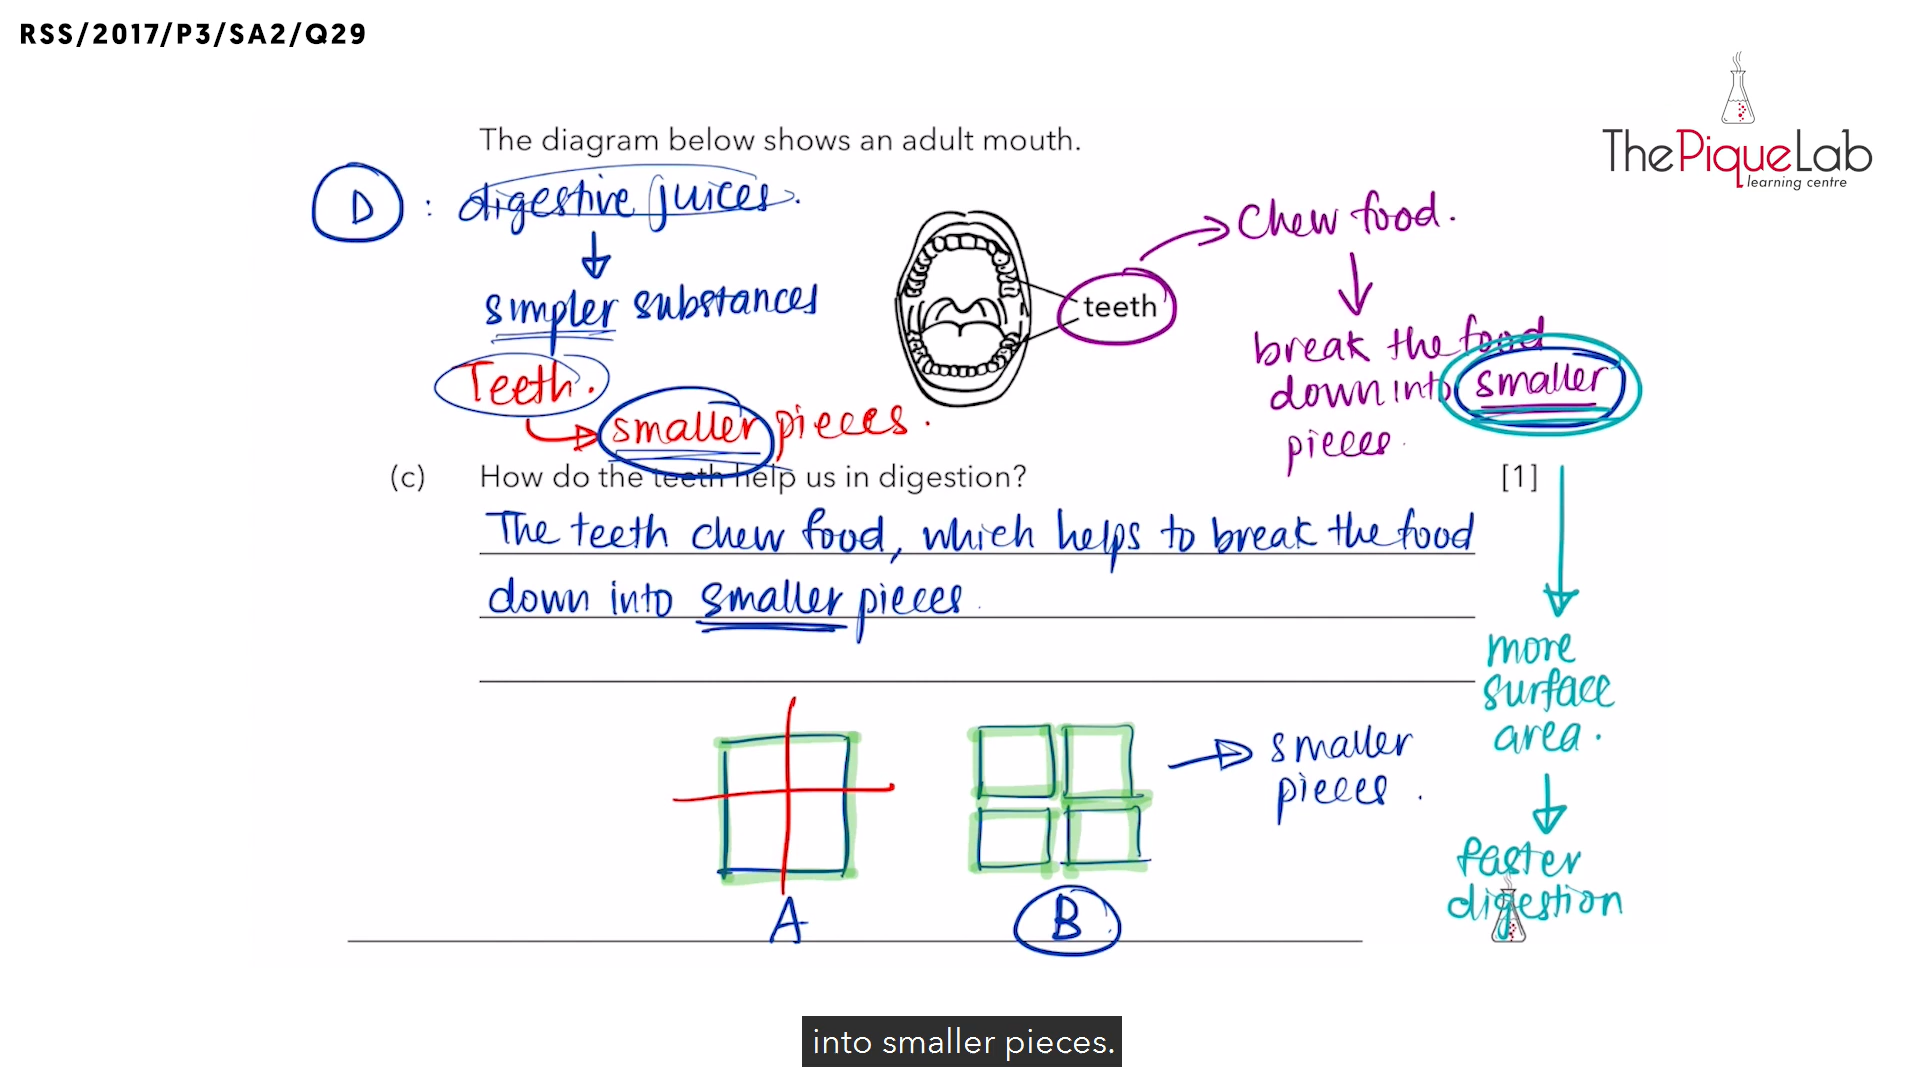 RSS/2017/P3/SA2/Q29
ThePiqueLab
learning centre
The diagram below shows an adult mouth.
D : digestive juices.
simpler substances
Teeth.
smaller pieces.
teeth
Chew food.
break the food
down into smaller
pieces.
(c) How do the teeth help us in digestion? [1]
The teeth chew food, which helps to break the food
down into smaller pieces.
more
surface
area.
faster
digestion
smaller
pieces.
A
B
into smaller pieces.